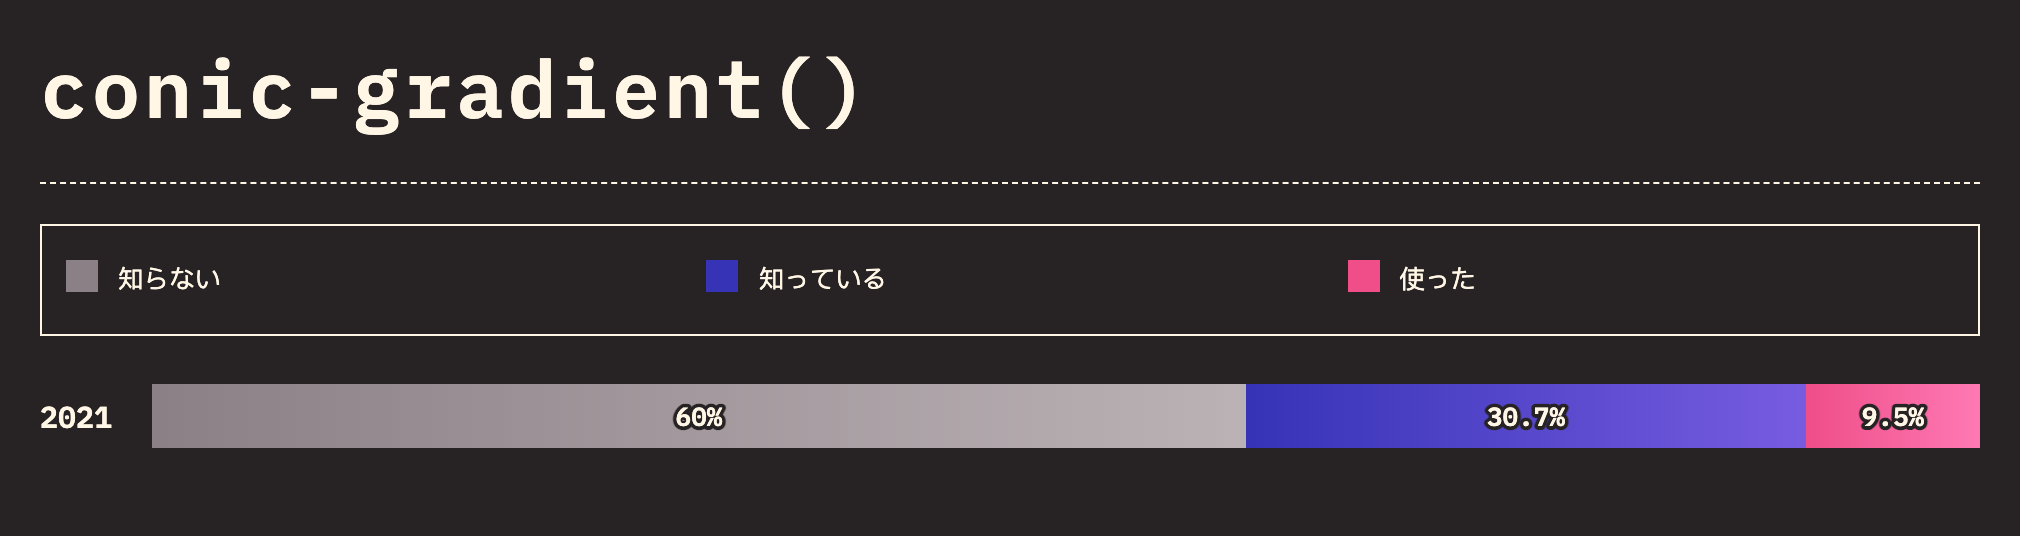 conic-gradient()
知らない 知っている 使った
2021 60% 30.7% 9.5%